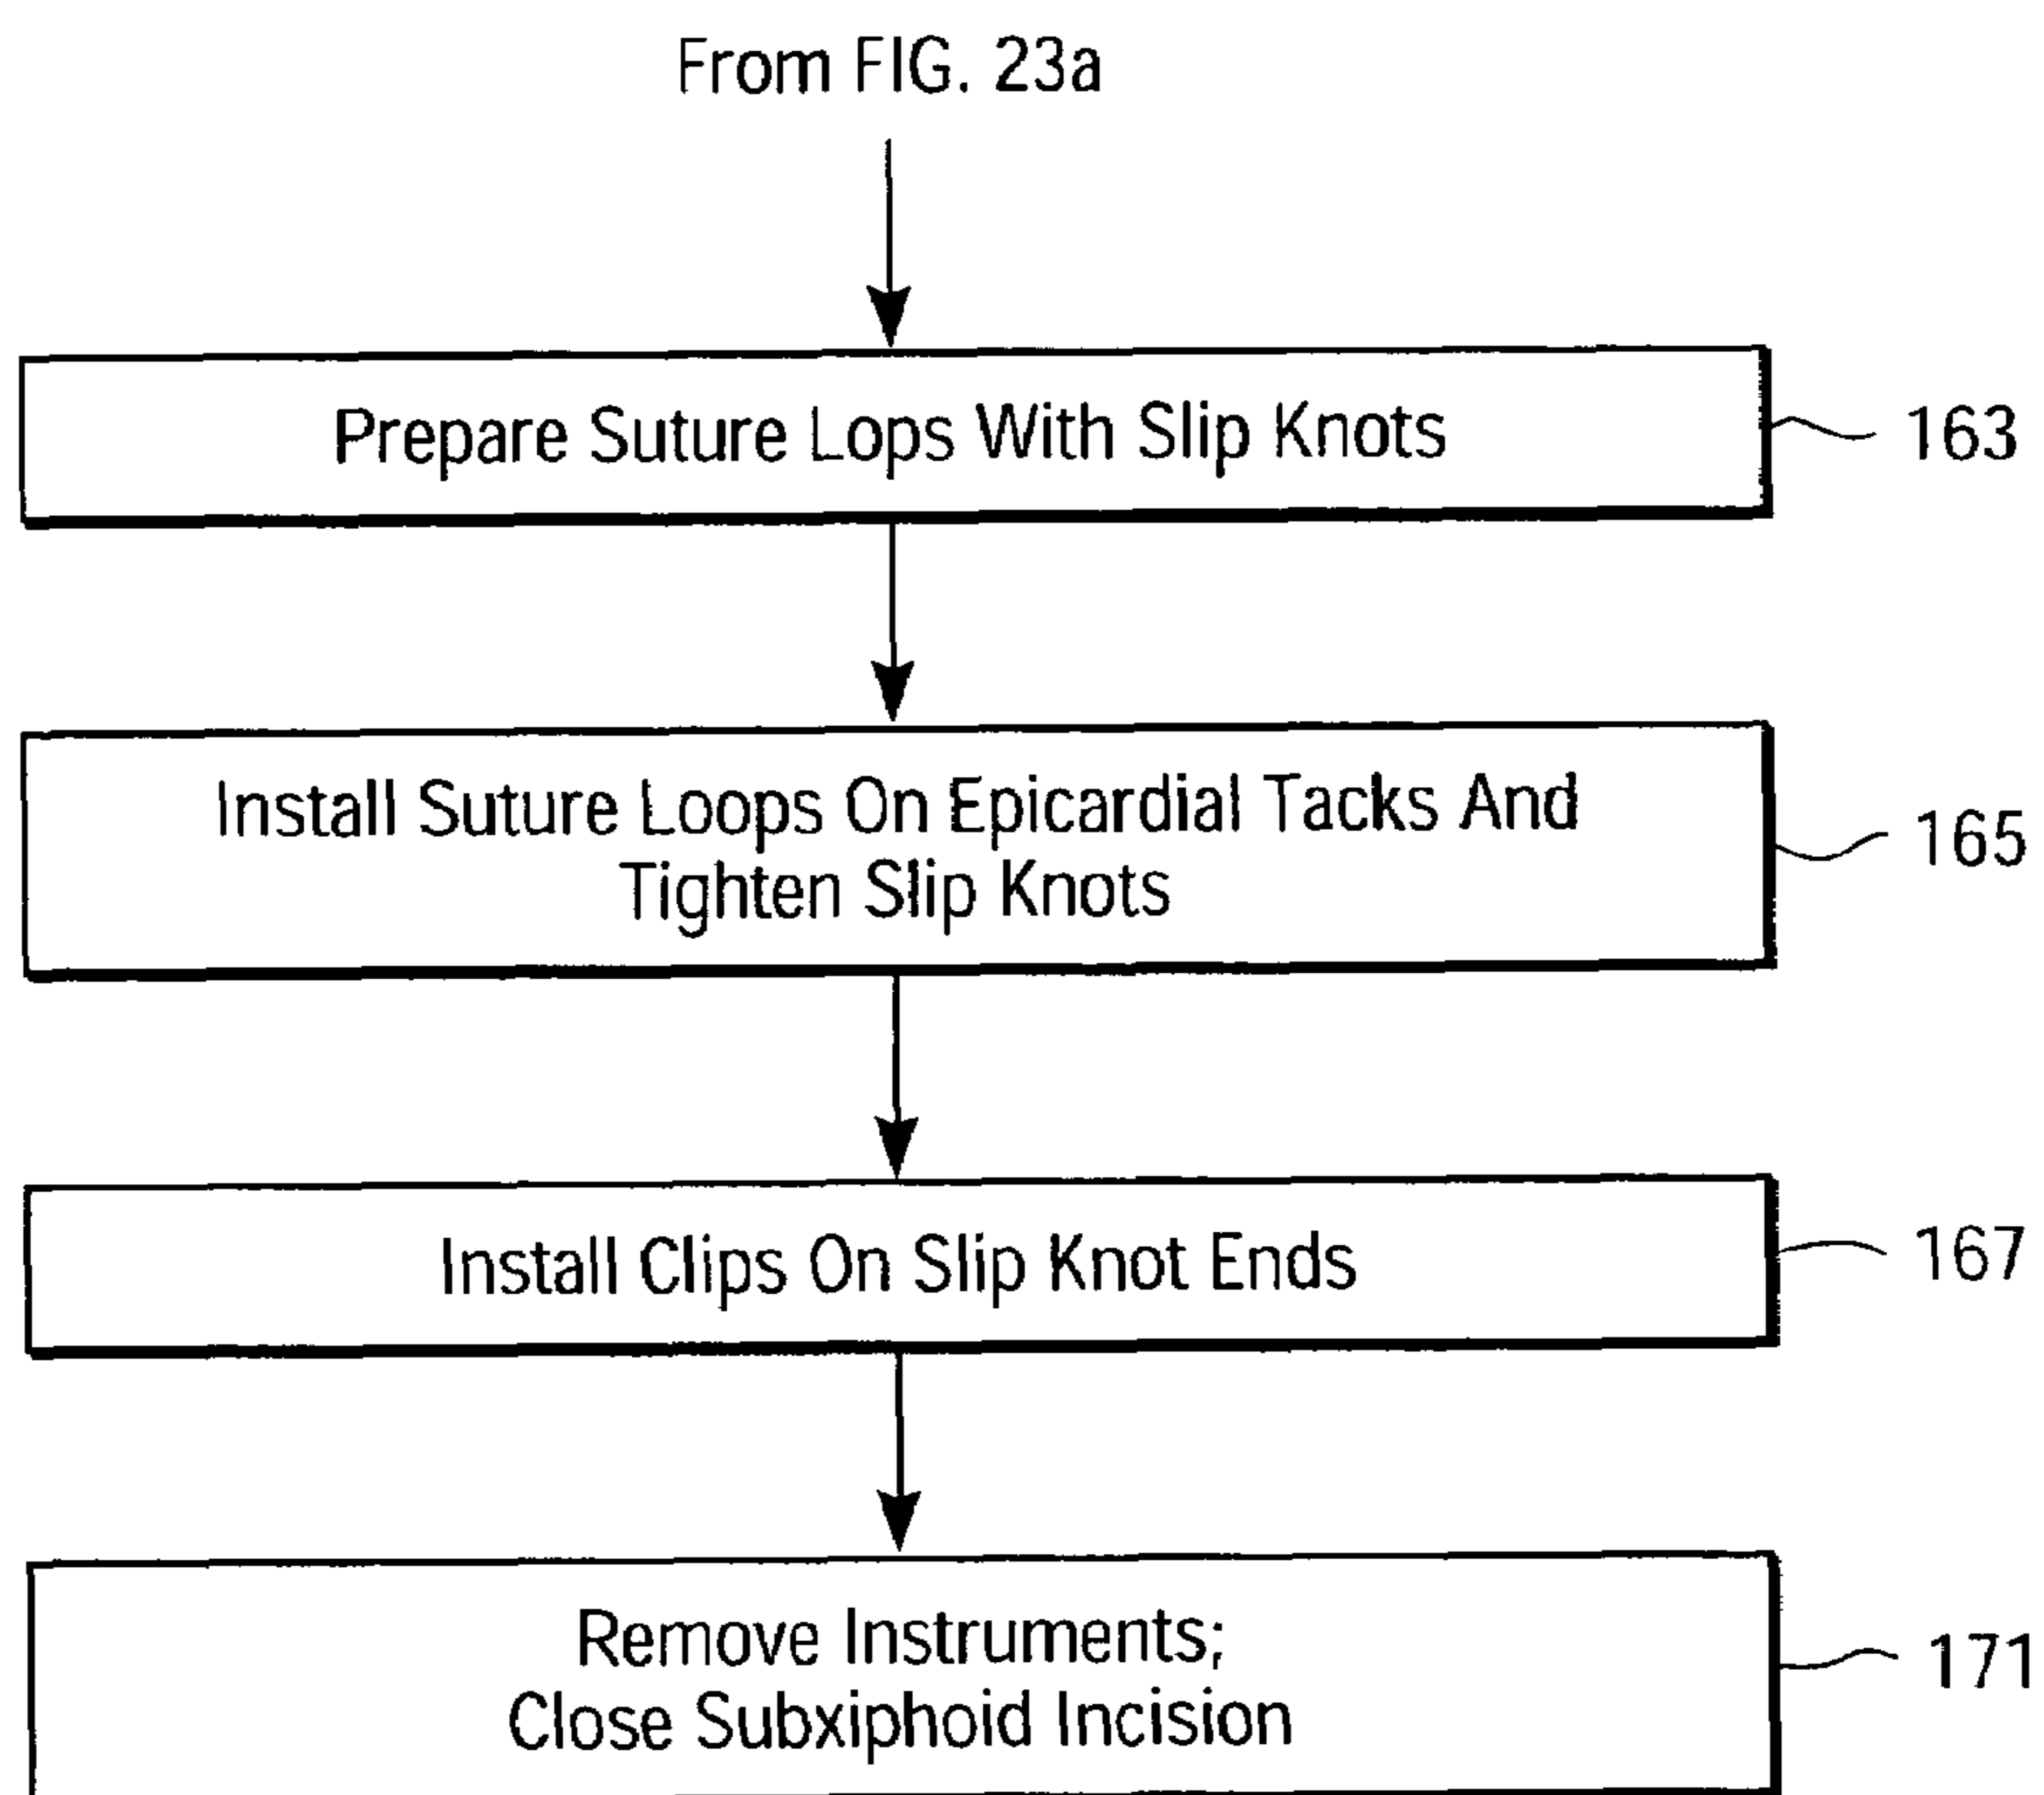 From FIG. 23a
Prepare Suture Lops With Slip Knots
163
Install Suture Loops On Epicardial Tacks And
Tighten Slip Knots
165
Install Clips On Slip Knot Ends
167
Remove Instruments;
Close Subxiphoid Incision
171